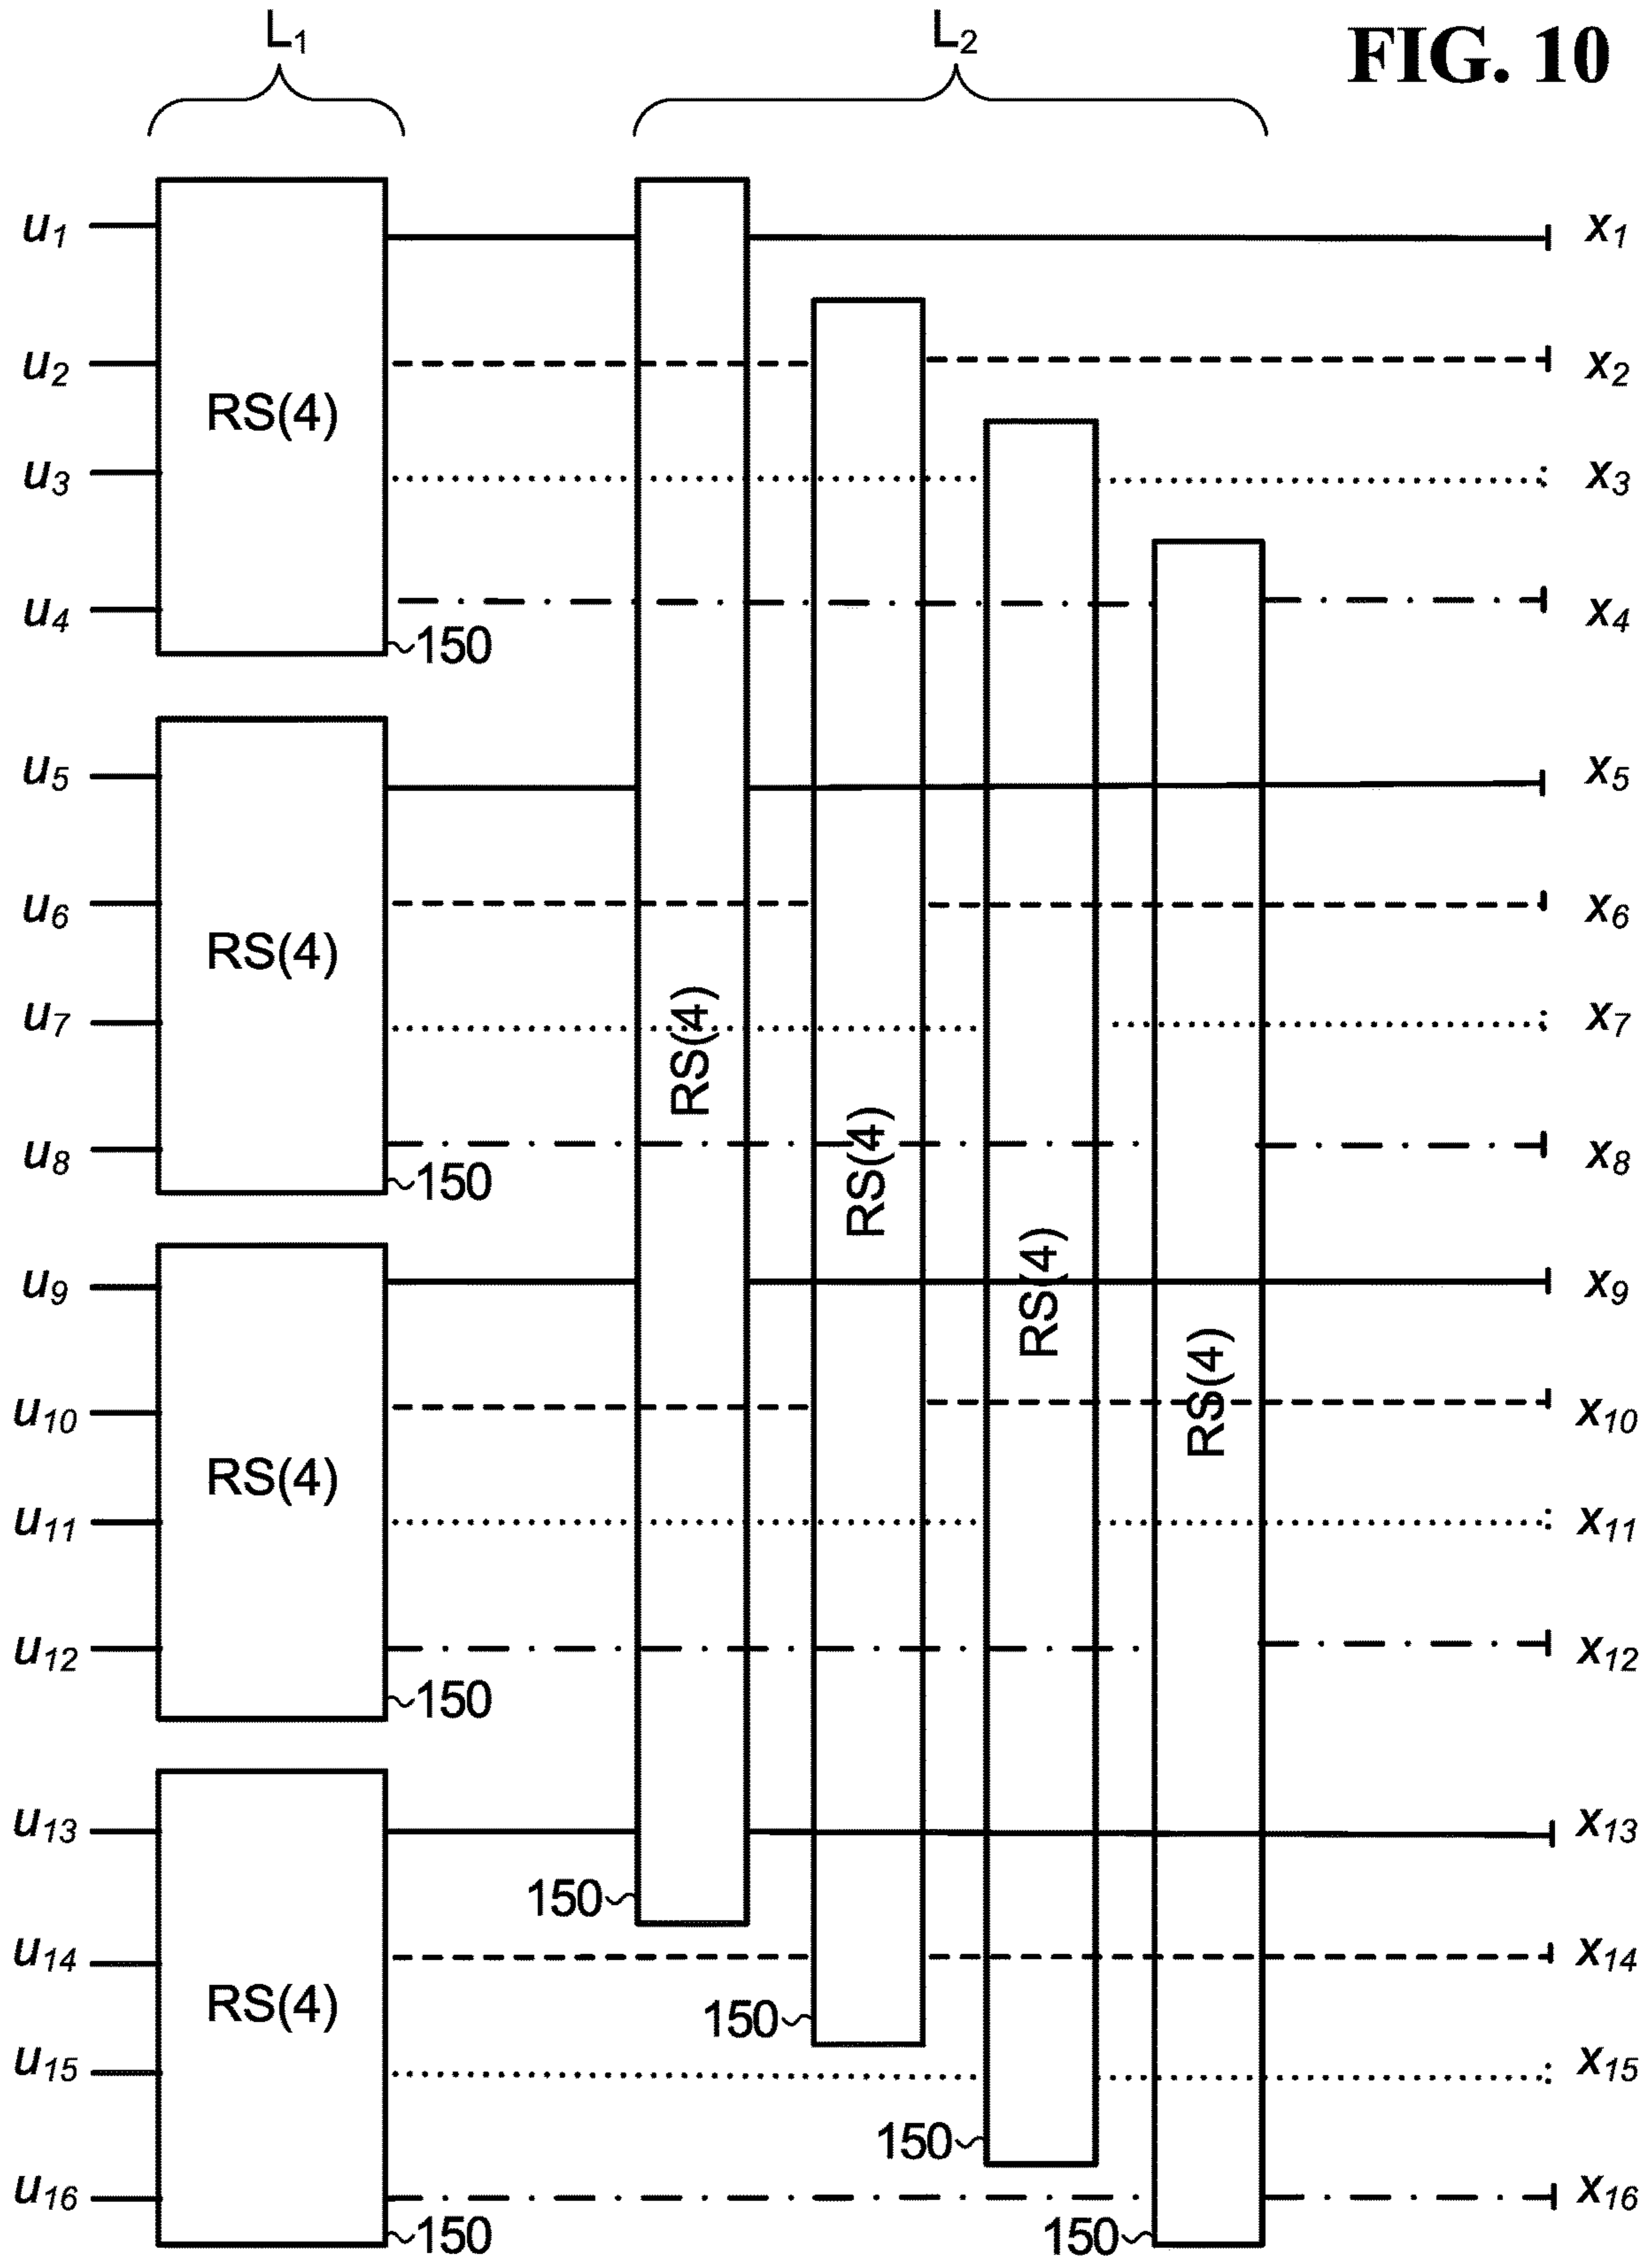 L1 L2 FIG. 10
u1 x1
u2 x2
RS(4)
u3 x3
u4 x4
150
u5 x5
u6 x6
RS(4)
u7 x7
RS(4)
u8 x8
RS(4)
150
u9 x9
RS(4)
u10 x10
RS(4)
RS(4)
u11 x11
u12 x12
150
u13 x13
150
u14 x14
RS(4)
150
u15 x15
150
u16 x16
150 150